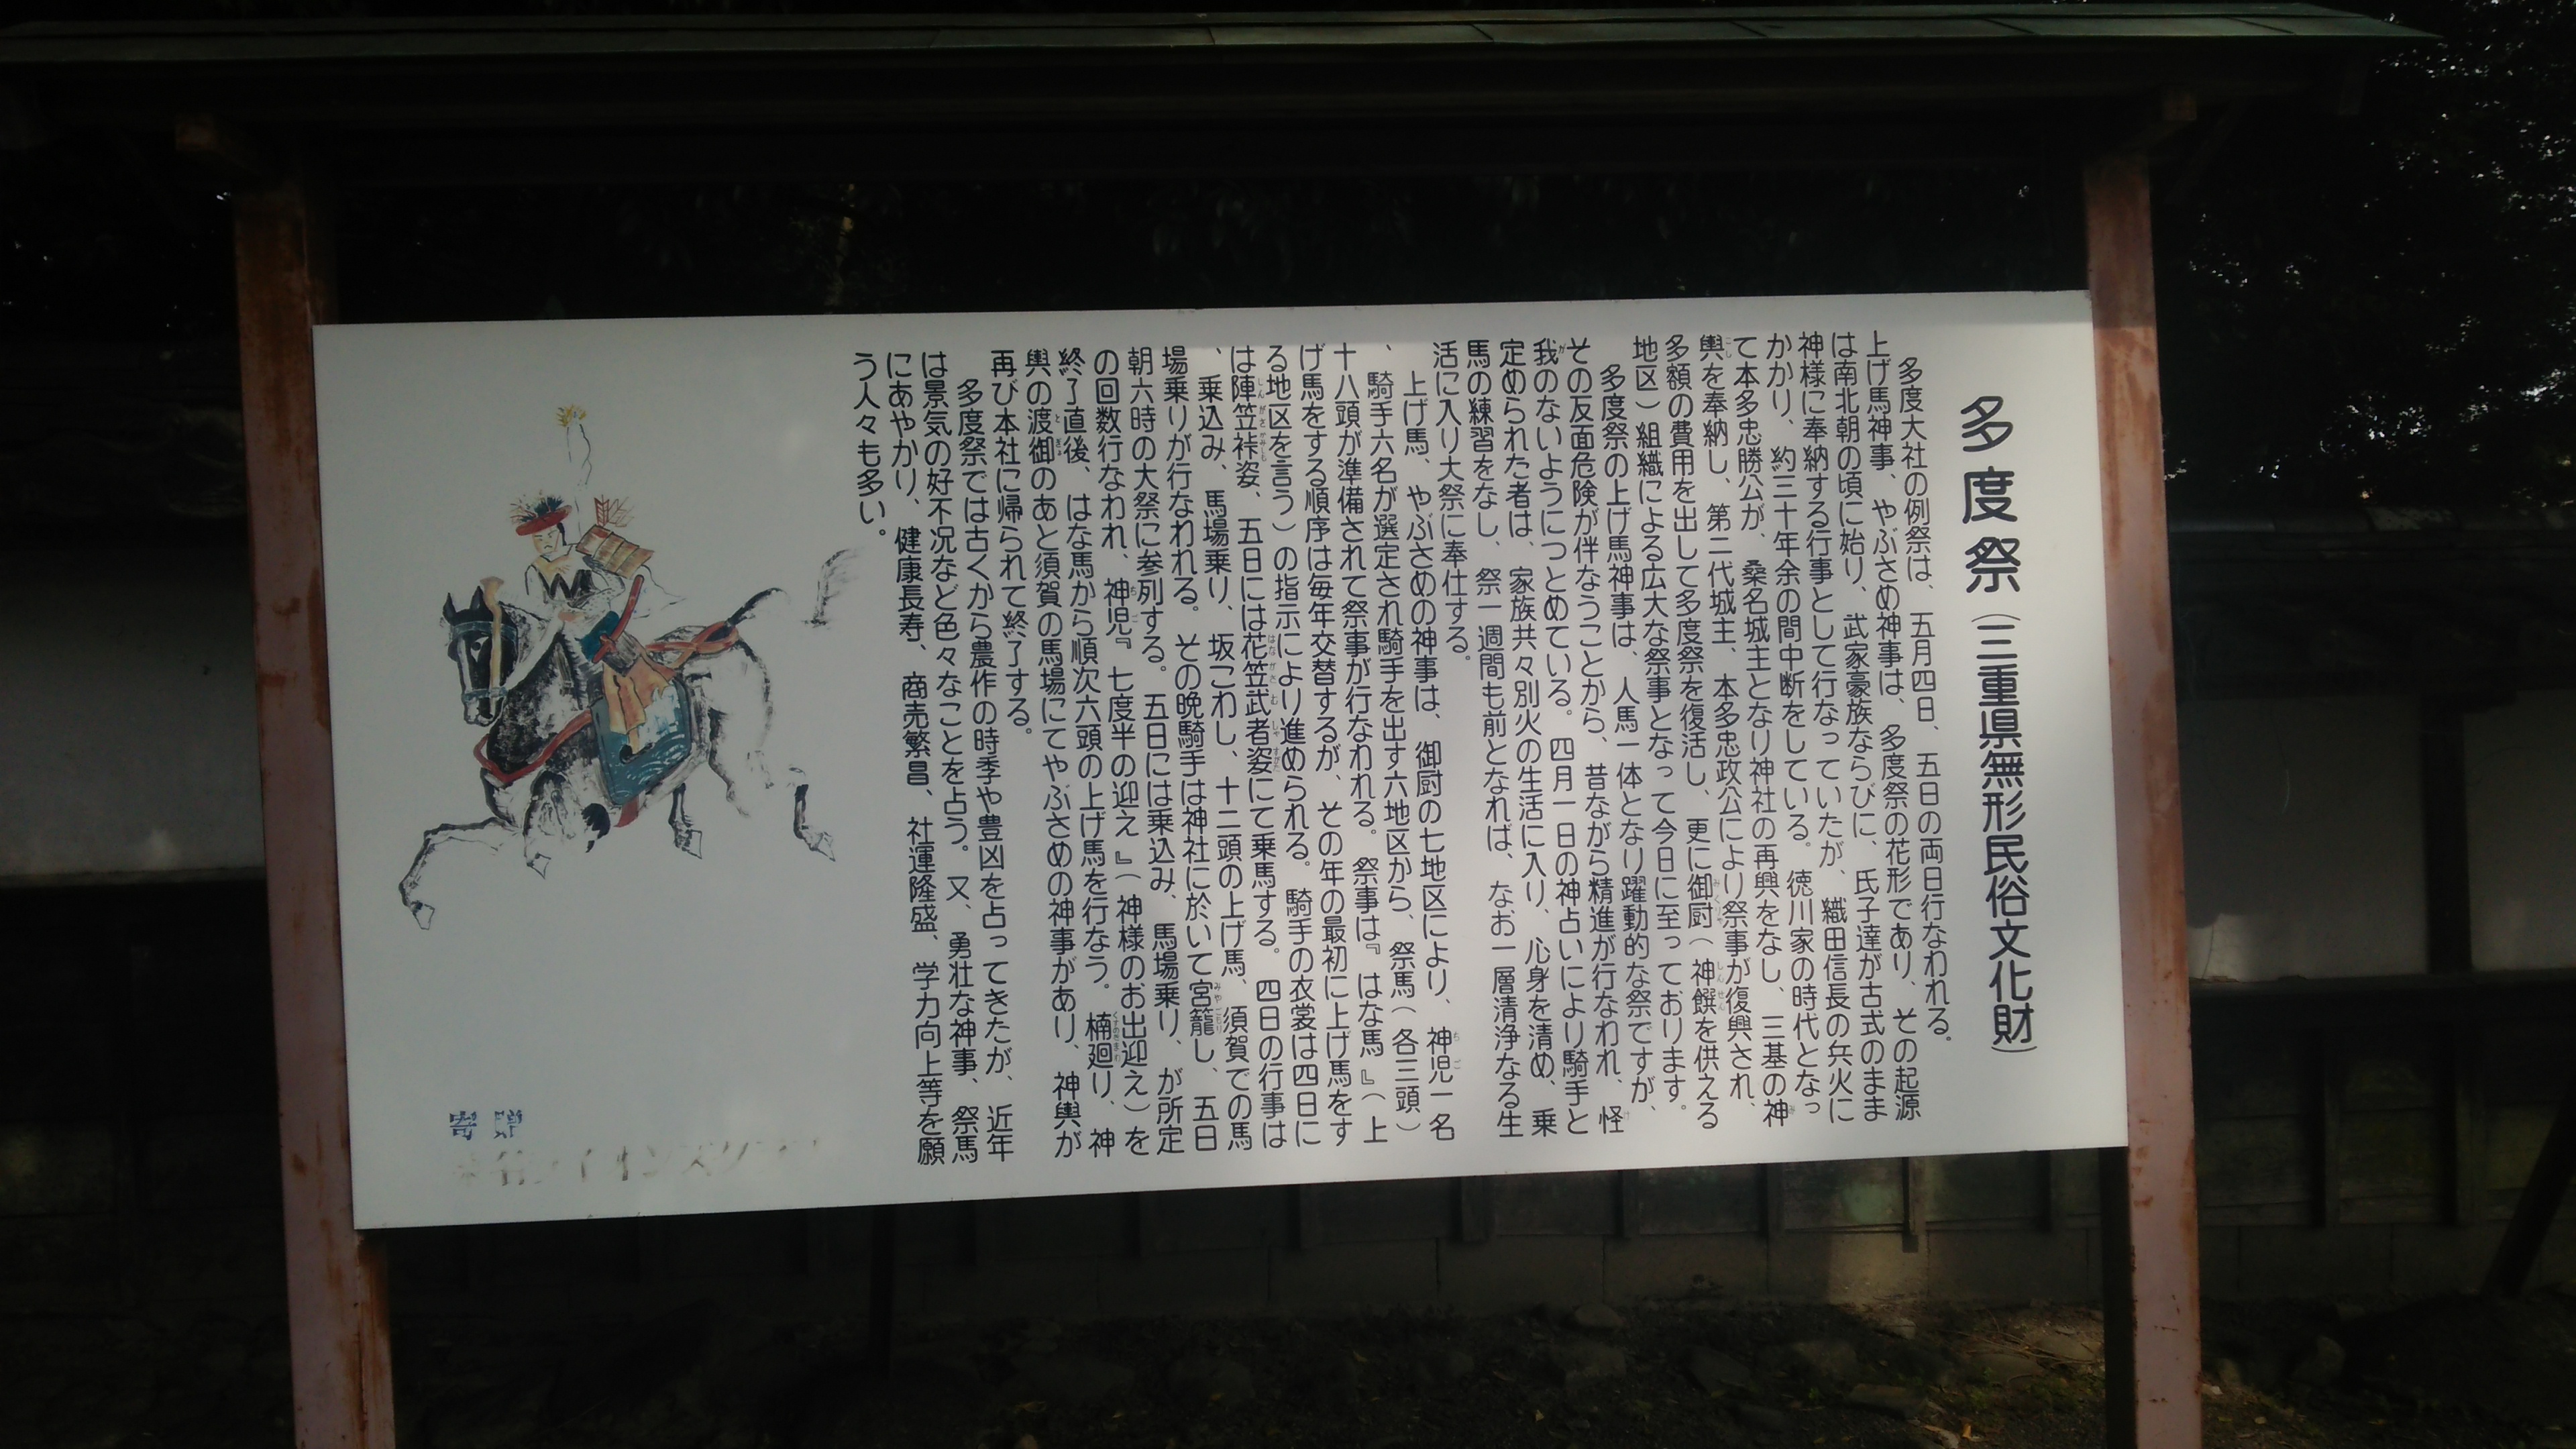 多度祭（三重県無形民俗文化財）
多度大社の例祭は、五月四日、五日の両日行なわれる。
上げ馬神事、やぶさめ神事は、多度祭の花形であり、その起源
は南北朝の頃に始り、武家豪族ならびに、氏子達が古式のまま
神様に奉納する行事として行なっていたが、織田信長の兵火に
かかり、約三十年余の間中断をしている。徳川家の時代となっ
て本多忠勝公が、桑名城主となり神社の再興をなし、三基の神
輿を奉納し、第二代城主、本多忠政公により祭事が復興され、
多額の費用を出して多度祭を復活し、更に御厨（神饌を供える
地区）組織による広大な祭事となって今日に至っております。
多度祭の上げ馬神事は、人馬一体となり躍動的な祭ですが、
その反面危険が伴なうことから、昔ながら精進が行なわれ、怪
我のないようにつとめている。四月一日の神占いにより騎手と
定められた者は、家族共々別火の生活に入り、心身を清め、乗
馬の練習をなし、祭一週間も前となれば、なお一層清浄なる生
活に入り大祭に奉仕する。
上げ馬、やぶさめの神事は、御厨の七地区により、神児一名
、騎手六名が選定され騎手を出す六地区から、祭馬（各三頭）
十八頭が準備されて祭事が行なわれる。祭事は『はな馬』（上
げ馬をする順序は毎年交替するが、その年の最初に上げ馬をす
る地区を言う）の指示により進められる。騎手の衣裳は四日に
は陣笠裃姿、五日には花笠武者姿にて乗馬する。四日の行事は
、乗込み、馬場乗り、坂こわし、十二頭の上げ馬、須賀での馬
場乗りが行なわれる。その晩騎手は神社に於いて宮籠し、五日
朝六時の大祭に参列する。五日には乗込み、馬場乗り、が所定
の回数行なわれ、神児『七度半の迎え』（神様のお出迎え）を
終了直後、はな馬から順次六頭の上げ馬を行なう。楠廻り、神
輿の渡御のあと須賀の馬場にてやぶさめの神事があり、神輿が
再び本社に帰られて終了する。
多度祭では古くから農作の時季や豊凶を占ってきたが、近年
は景気の好不況など色々なことを占う。又、勇壮な神事、祭馬
にあやかり、健康長寿、商売繁昌、社運隆盛、学力向上等を願
う人々も多い。
寄贈